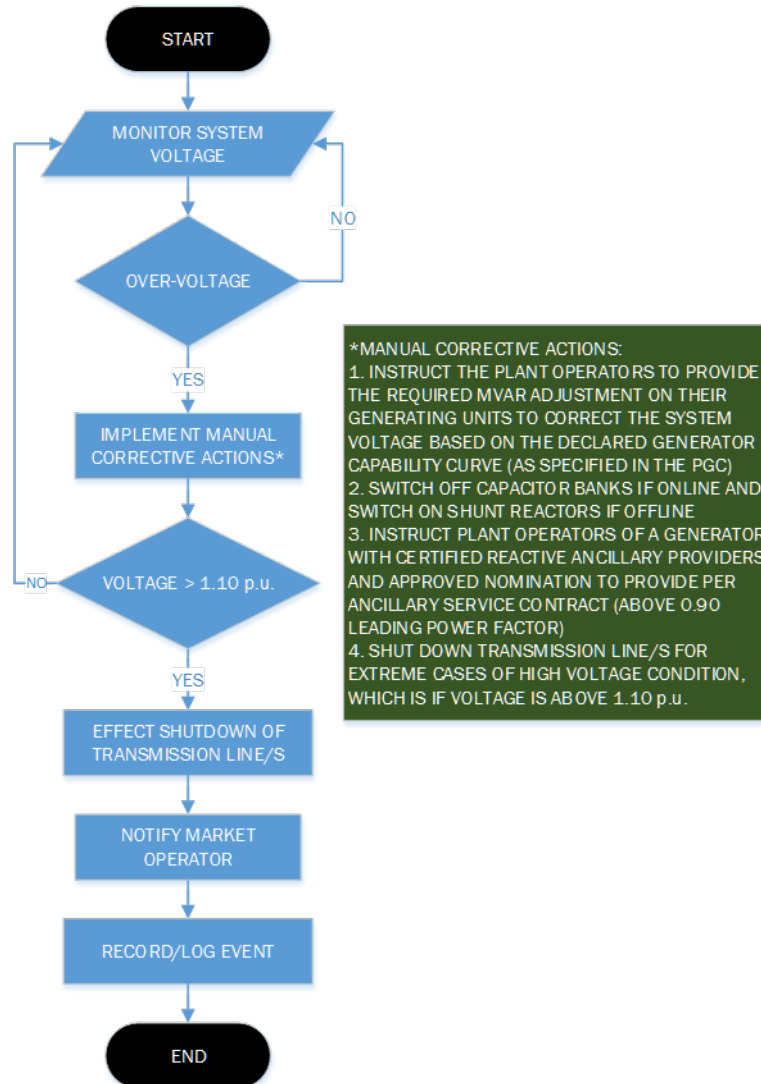 START
MONITOR SYSTEM
VOLTAGE
NO
OVER-VOLTAGE
YES
IMPLEMENT MANUAL
CORRECTIVE ACTIONS*
NO
VOLTAGE > 1.10 p.u.
YES
EFFECT SHUTDOWN OF
TRANSMISSION LINE/S
NOTIFY MARKET
OPERATOR
RECORD/LOG EVENT
END
*MANUAL CORRECTIVE ACTIONS:
1. INSTRUCT THE PLANT OPERATORS TO PROVIDE
THE REQUIRED MVAR ADJUSTMENT ON THEIR
GENERATING UNITS TO CORRECT THE SYSTEM
VOLTAGE BASED ON THE DECLARED GENERATOR
CAPABILITY CURVE (AS SPECIFIED IN THE PGC)
2. SWITCH OFF CAPACITOR BANKS IF ONLINE AND
SWITCH ON SHUNT REACTORS IF OFFLINE
3. INSTRUCT PLANT OPERATORS OF A GENERATOR
WITH CERTIFIED REACTIVE ANCILLARY PROVIDERS
AND APPROVED NOMINATION TO PROVIDE PER
ANCILLARY SERVICE CONTRACT (ABOVE 0.90
LEADING POWER FACTOR)
4. SHUT DOWN TRANSMISSION LINE/S FOR
EXTREME CASES OF HIGH VOLTAGE CONDITION,
WHICH IS IF VOLTAGE IS ABOVE 1.10 p.u.